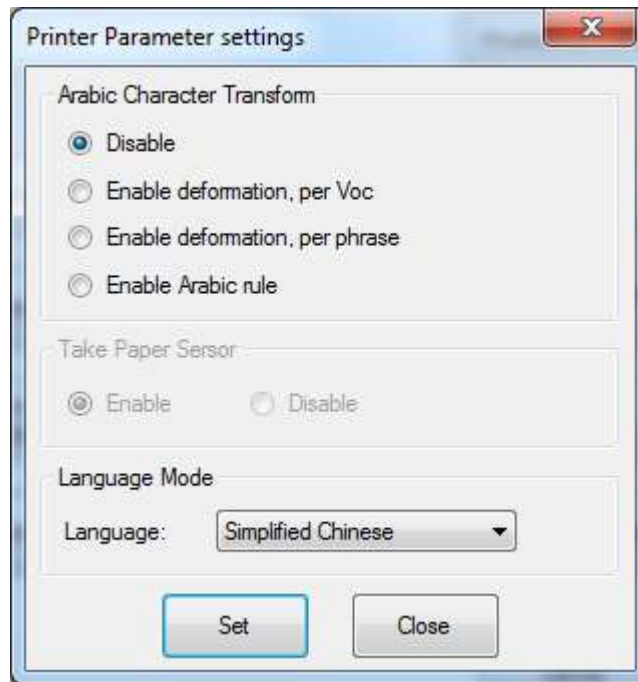 Printer Parameter settings
Arabic Character Transform
Disable
Enable deformation, per Voc
Enable deformation, per phrase
Enable Arabic rule
Take Paper Sersor
Enable Disable
Language Mode
Language: Simplified Chinese
Set Close